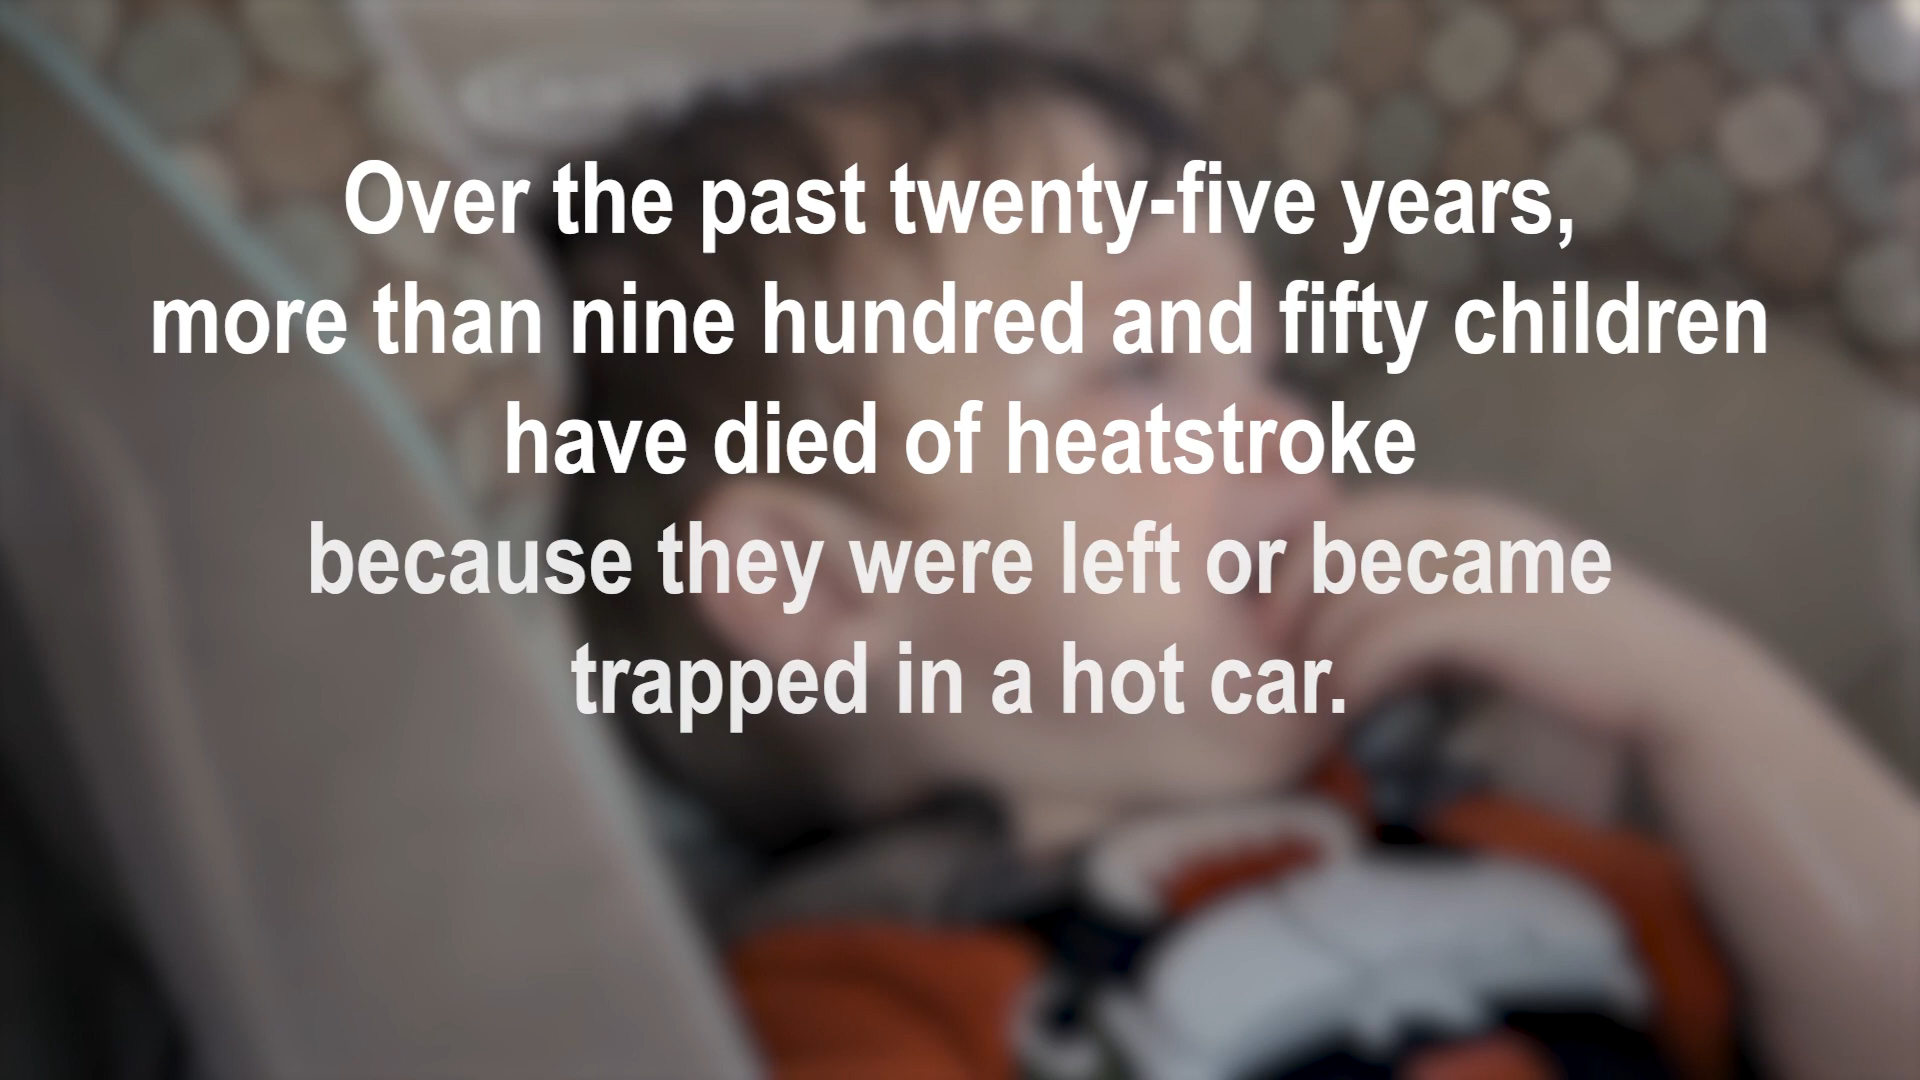 Over the past twenty-five years,
more than nine hundred and fifty children
have died of heatstroke
because they were left or became
trapped in a hot car.